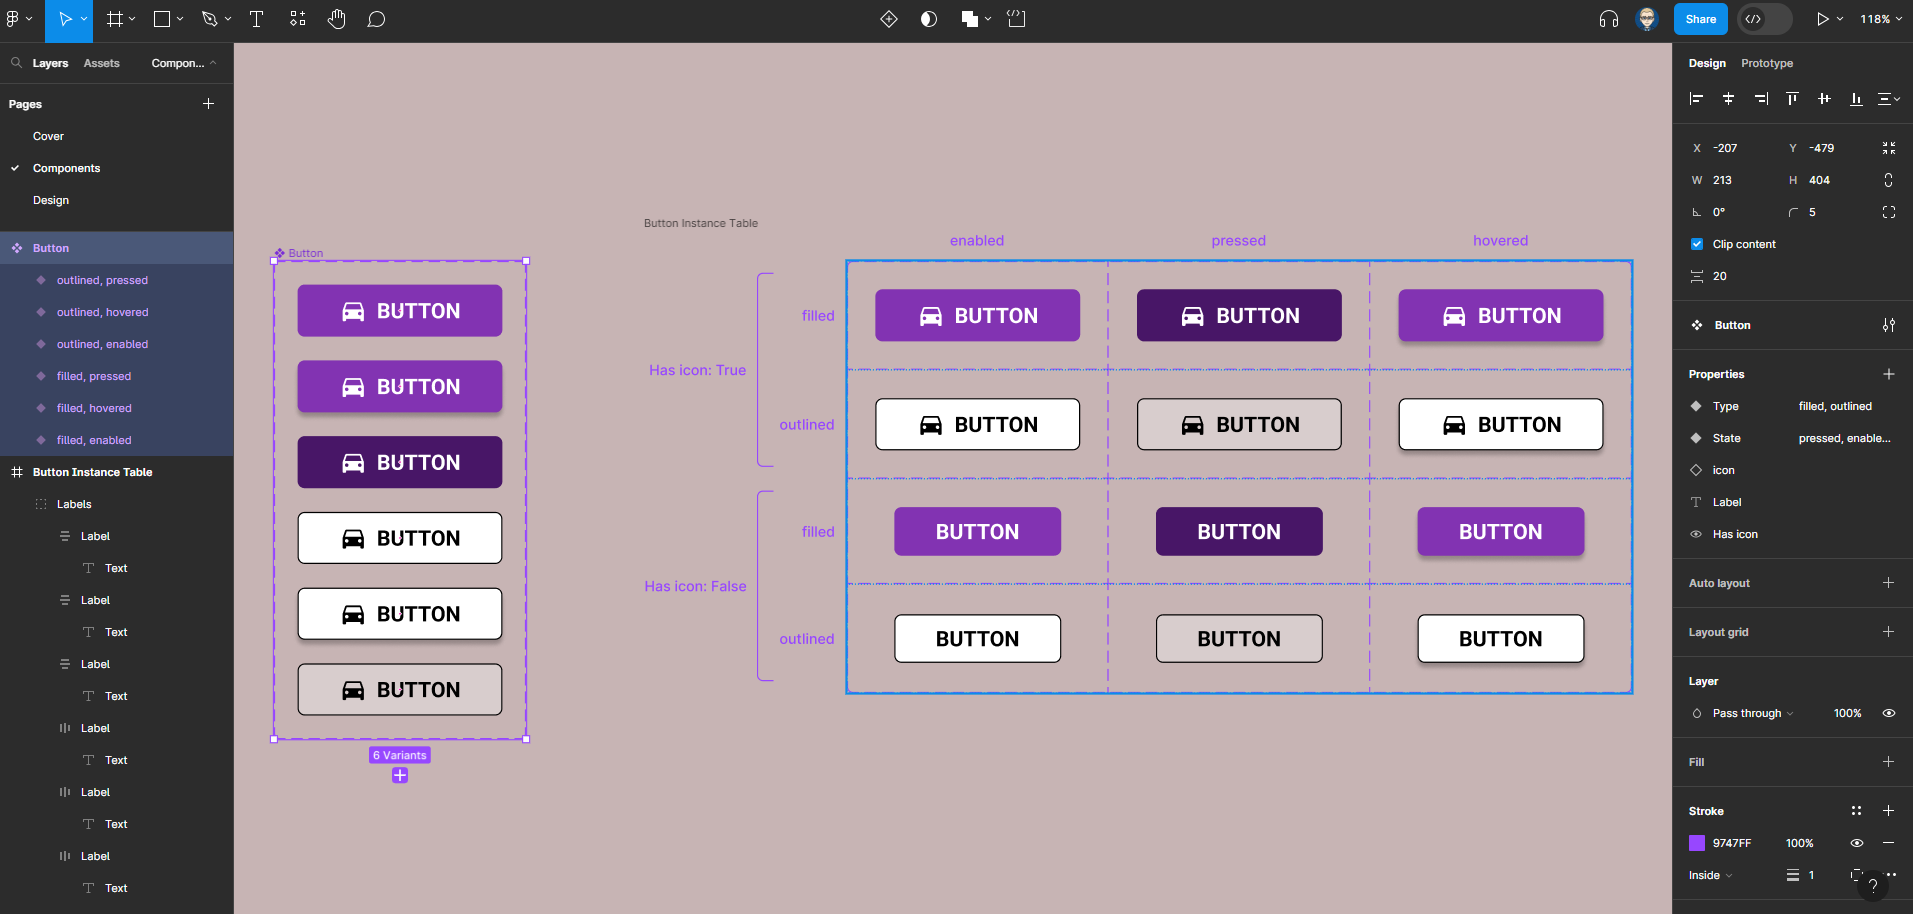 Share
118%
Layers
Assets
Compon...
Pages
Cover
Components
Design
Button
outlined, pressed
outlined, hovered
outlined, enabled
filled, pressed
filled, hovered
filled, enabled
Button Instance Table
Labels
Label
Text
Label
Text
Label
Text
Label
Text
Label
Text
Label
Text
Button
BUTTON
BUTTON
BUTTON
BUTTON
BUTTON
BUTTON
6 Variants
Button Instance Table
enabled pressed hovered
Has icon: True
filled
BUTTON BUTTON BUTTON
outlined
BUTTON BUTTON BUTTON
Has icon: False
filled
BUTTON BUTTON BUTTON
outlined
BUTTON BUTTON BUTTON
Design Prototype
X -207 Y -479
W 213 H 404
0° 5
Clip content
20
Button
Properties
Type filled, outlined
State pressed, enable...
icon
Label
Has icon
Auto layout
Layout grid
Layer
Pass through 100%
Fill
Stroke
9747FF 100%
Inside 1
?